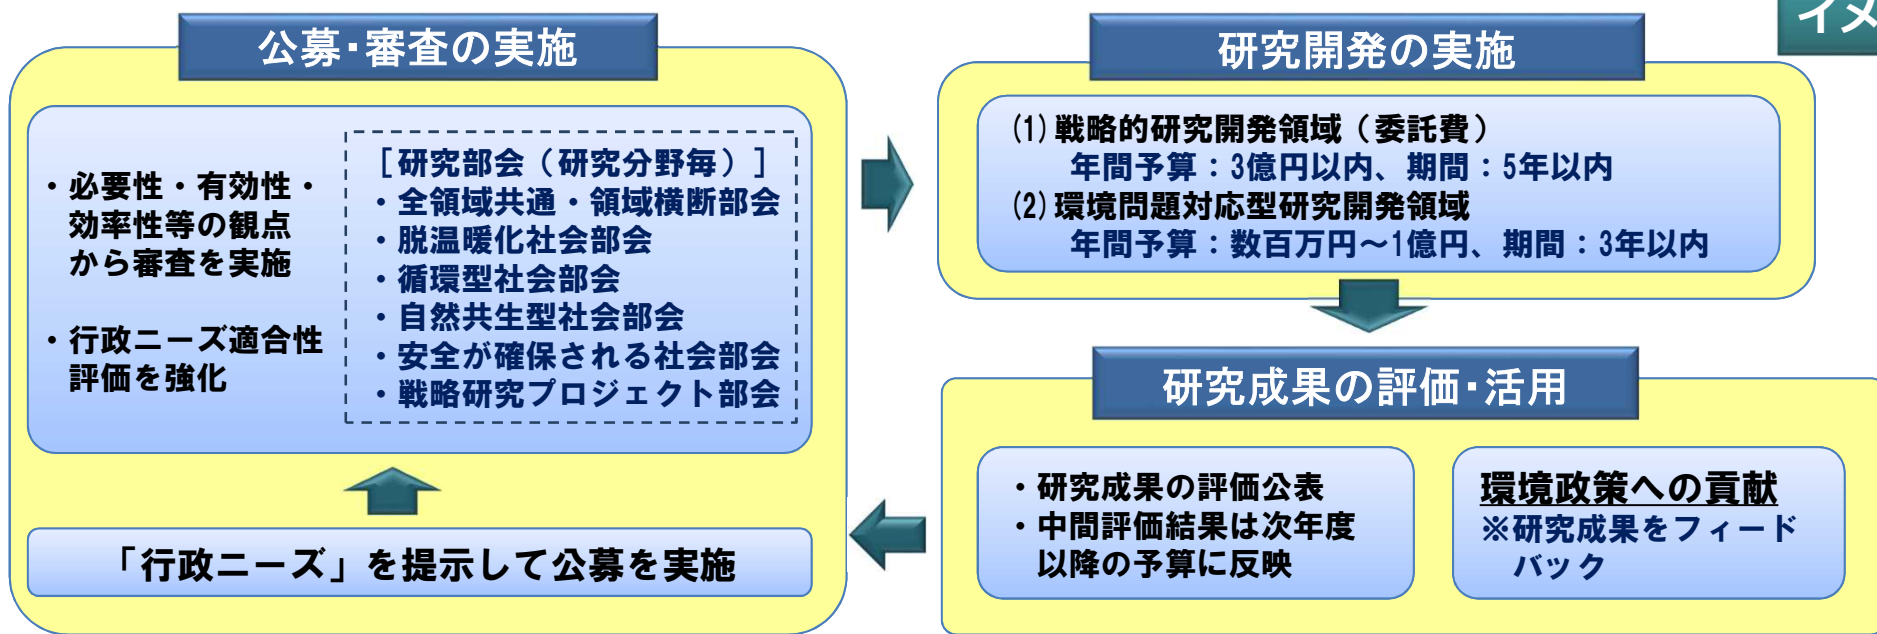 公募・審査の実施
・必要性・有効性・
効率性等の観点
から審査を実施
・行政ニーズ適合性
評価を強化
［研究部会（研究分野毎）］
・全領域共通・領域横断部会
・脱温暖化社会部会
・循環型社会部会
・自然共生型社会部会
・安全が確保される社会部会
・戦略研究プロジェクト部会
「行政ニーズ」を提示して公募を実施
イメ
研究開発の実施
(1)戦略的研究開発領域（委託費）
年間予算：3億円以内、期間：5年以内
(2)環境問題対応型研究開発領域
年間予算：数百万円～1億円、期間：3年以内
研究成果の評価・活用
・研究成果の評価公表
・中間評価結果は次年度
以降の予算に反映
環境政策への貢献
※研究成果をフィード
バック